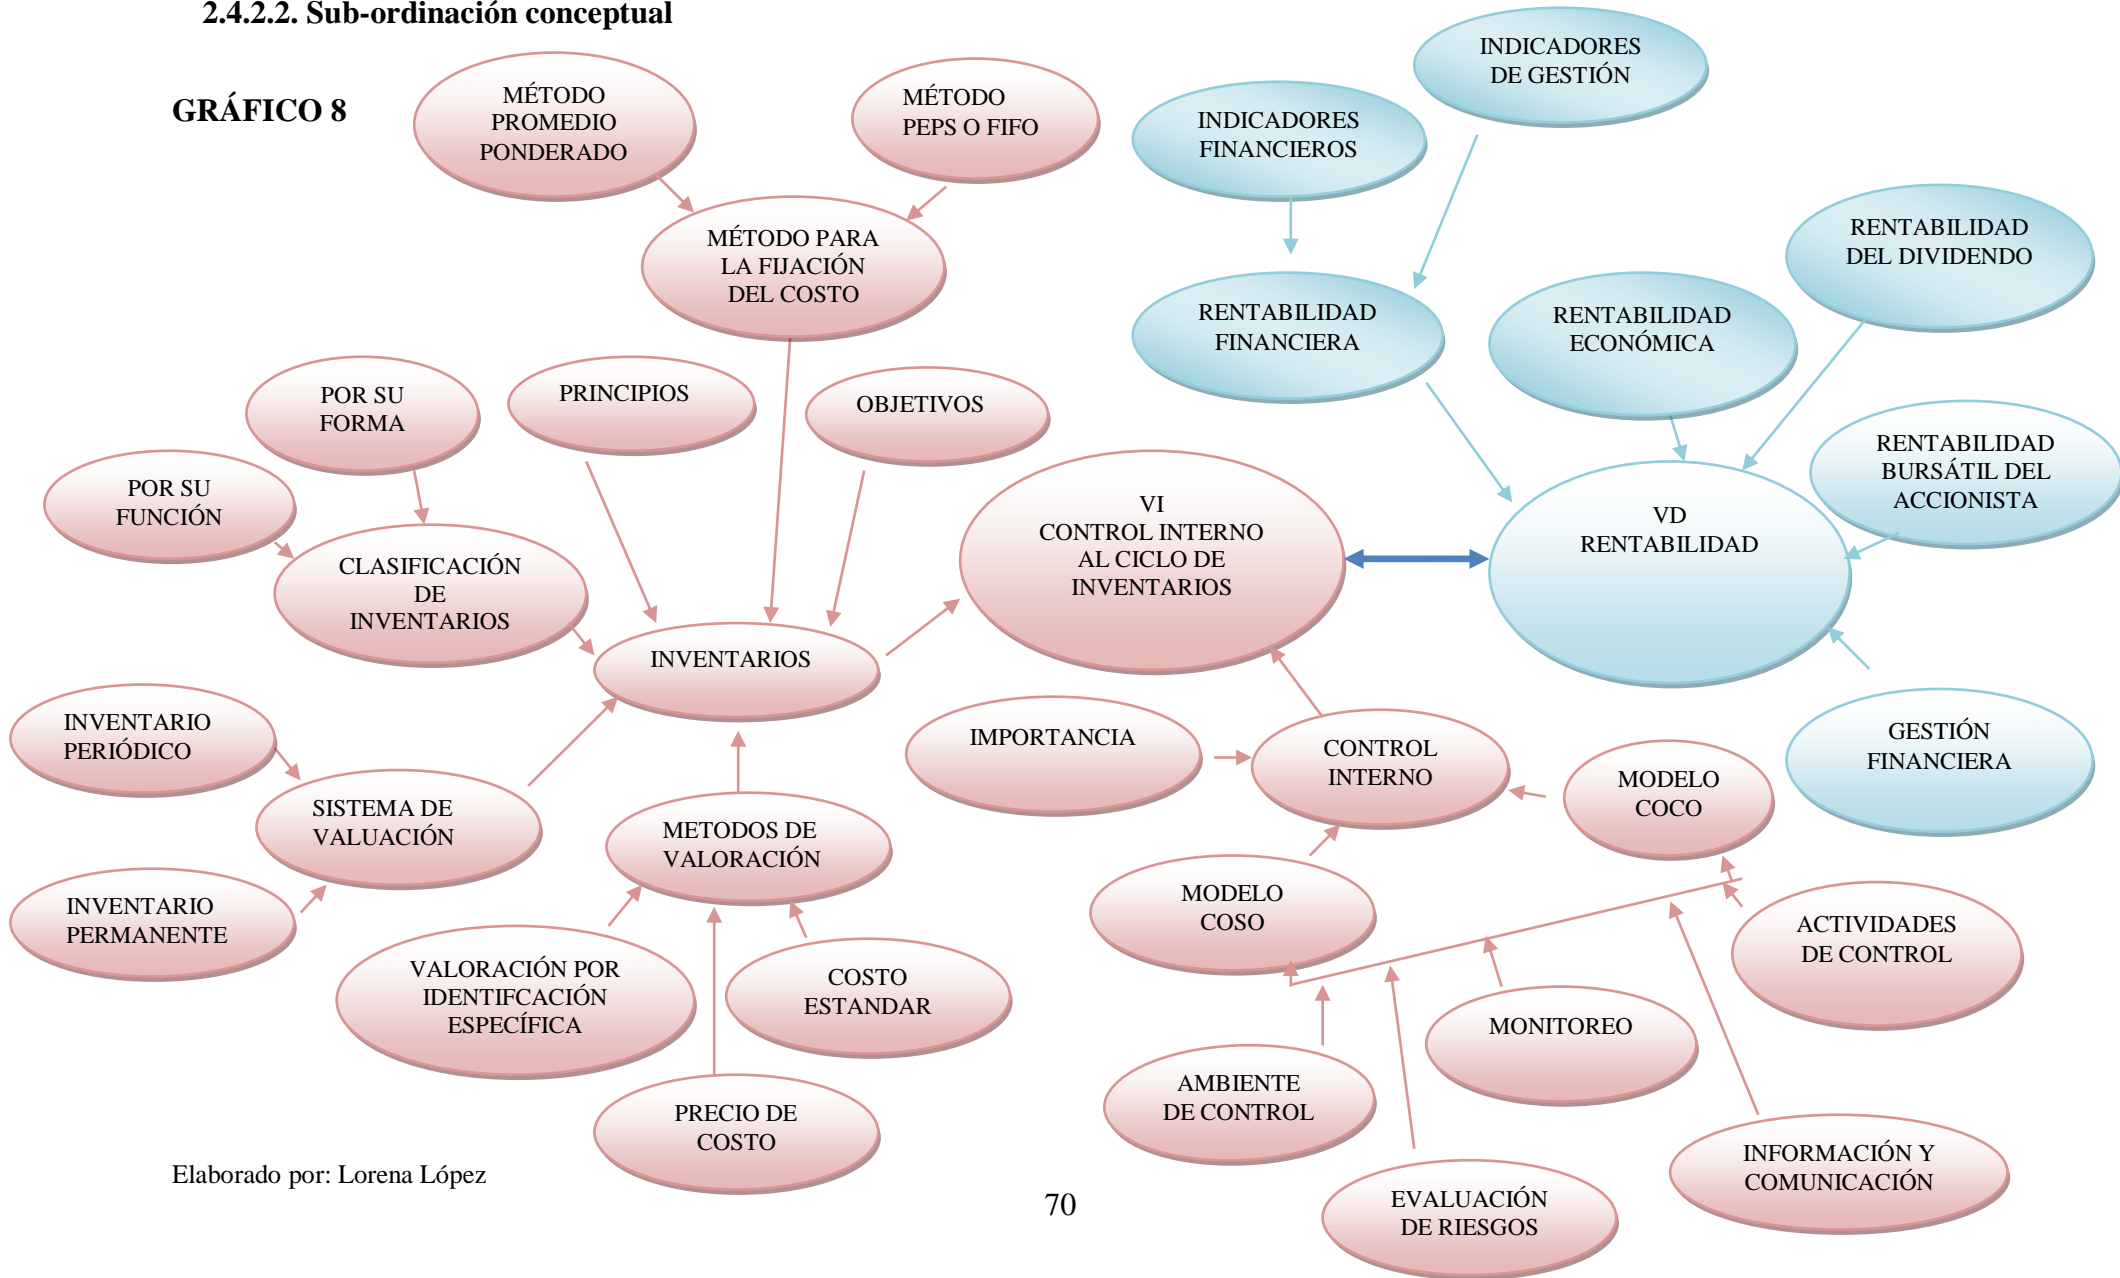 2.4.2.2. Sub-ordinación conceptual
GRÁFICO 8
MÉTODO
PROMEDIO
PONDERADO
MÉTODO
PEPS O FIFO
INDICADORES
FINANCIEROS
INDICADORES
DE GESTIÓN
MÉTODO PARA
LA FIJACIÓN
DEL COSTO
RENTABILIDAD
FINANCIERA
RENTABILIDAD
ECONÓMICA
RENTABILIDAD
DEL DIVIDENDO
POR SU
FORMA
PRINCIPIOS
OBJETIVOS
POR SU
FUNCIÓN
CLASIFICACIÓN
DE
INVENTARIOS
VI
CONTROL INTERNO
AL CICLO DE
INVENTARIOS
VD
RENTABILIDAD
RENTABILIDAD
BURSÁTIL DEL
ACCIONISTA
INVENTARIOS
INVENTARIO
PERIÓDICO
IMPORTANCIA
CONTROL
INTERNO
MODELO
COCO
GESTIÓN
FINANCIERA
SISTEMA DE
VALUACIÓN
METODOS DE
VALORACIÓN
INVENTARIO
PERMANENTE
MODELO
COSO
ACTIVIDADES
DE CONTROL
VALORACIÓN POR
IDENTIFCACIÓN
ESPECÍFICA
COSTO
ESTANDAR
MONITOREO
AMBIENTE
DE CONTROL
PRECIO DE
COSTO
INFORMACIÓN Y
COMUNICACIÓN
EVALUACIÓN
DE RIESGOS
Elaborado por: Lorena López
70